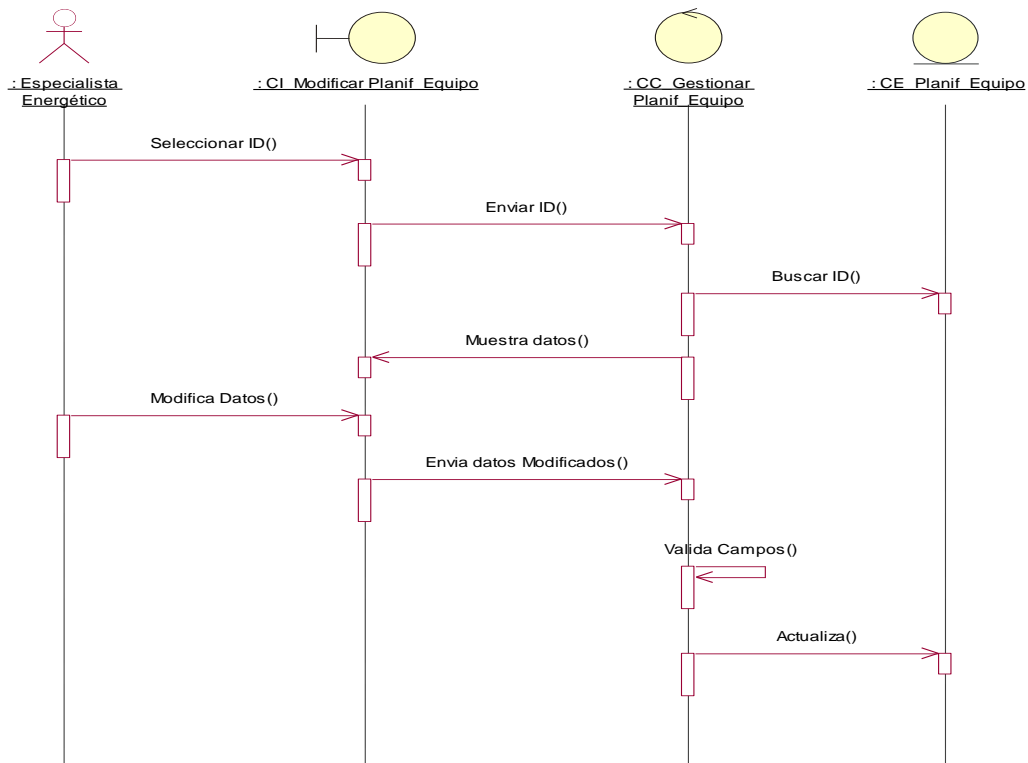 : Especialista
Energético
: CI_Modificar Planif_Equipo
: CC_Gestionar
Planif_Equipo
: CE_Planif_Equipo
Seleccionar ID()
Enviar ID()
Buscar ID()
Muestra datos()
Modifica Datos()
Envia datos Modificados()
Valida Campos()
Actualiza()